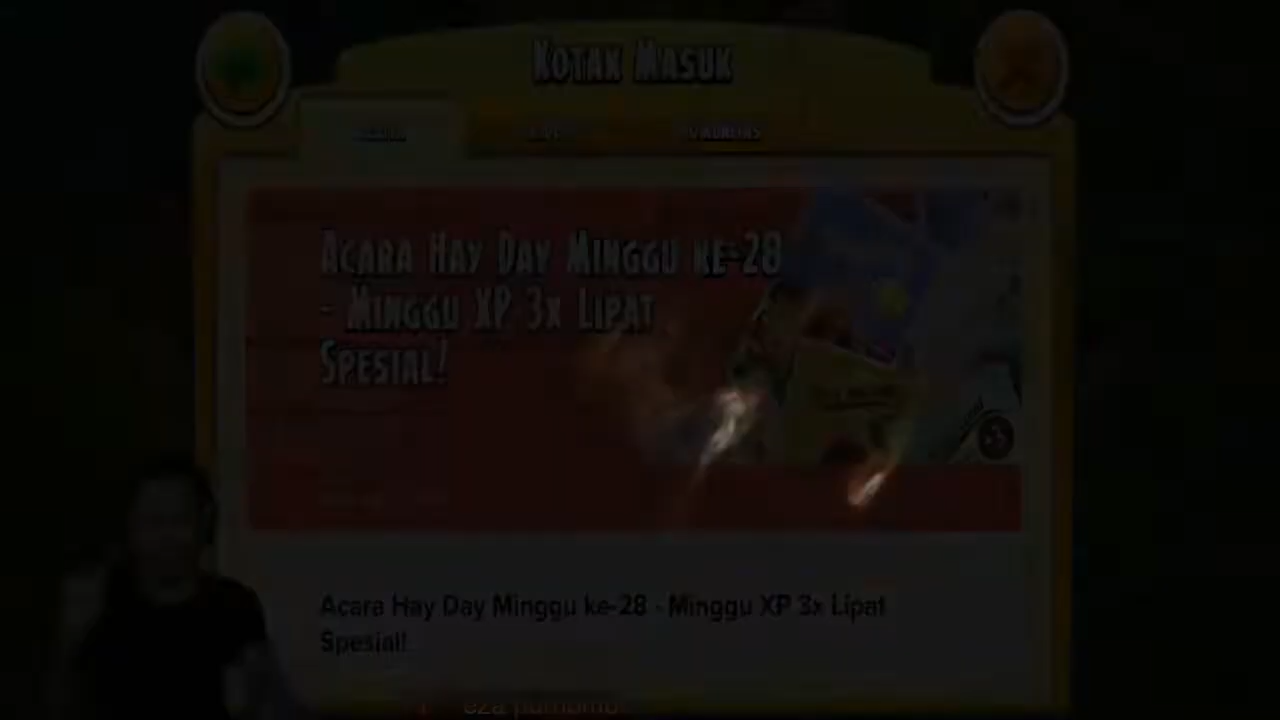 Kotak Masuk
Acara Hay Day Minggu ke-28
- Minggu XP 3x Lipat
Spesial!
Acara Hay Day Minggu ke-28 - Minggu XP 3x Lipat
Spesial!